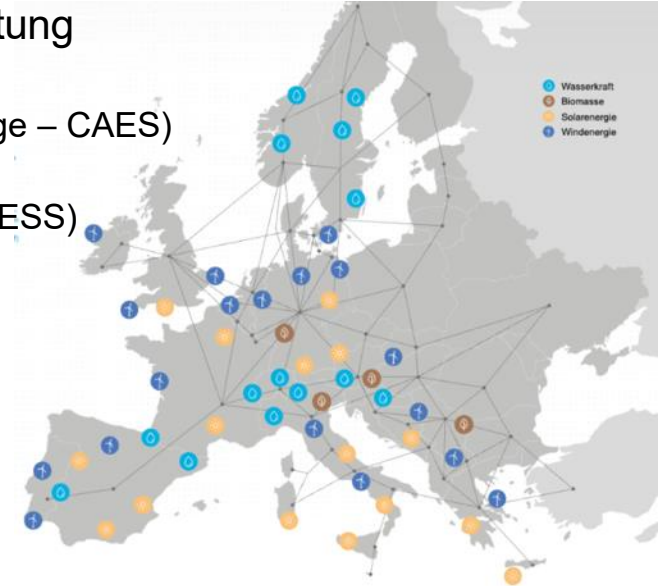 tung
ge – CAES)
ESS)
Wasserkraft
Biomasse
Solarenergie
Windenergie